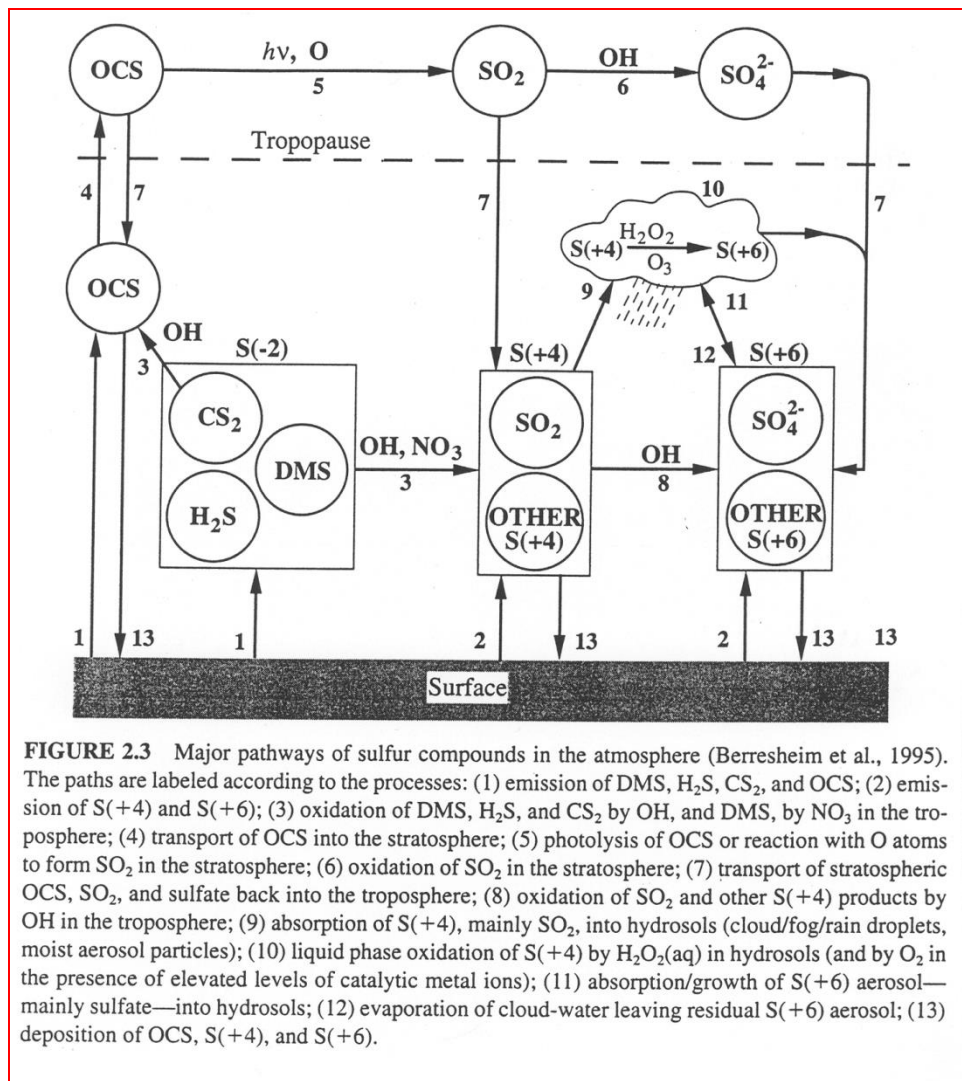 OCS
hν, O
5
SO₂
OH
6
SO₄²⁻
Tropopause
4
7
7
10
7
H₂O₂
S(+4)
S(+6)
O₃
OCS
9
11
OH
3
S(-2)
S(+4)
12
S(+6)
CS₂
SO₂
SO₄²⁻
DMS
OH, NO₃
3
OH
8
H₂S
OTHER
S(+4)
OTHER
S(+6)
1
13
1
2
13
2
13
13
Surface
FIGURE 2.3 Major pathways of sulfur compounds in the atmosphere (Berresheim et al., 1995).
The paths are labeled according to the processes: (1) emission of DMS, H₂S, CS₂, and OCS; (2) emis-
sion of S(+4) and S(+6); (3) oxidation of DMS, H₂S, and CS₂ by OH, and DMS, by NO₃ in the tro-
posphere; (4) transport of OCS into the stratosphere; (5) photolysis of OCS or reaction with O atoms
to form SO₂ in the stratosphere; (6) oxidation of SO₂ in the stratosphere; (7) transport of stratospheric
OCS, SO₂, and sulfate back into the troposphere; (8) oxidation of SO₂ and other S(+4) products by
OH in the troposphere; (9) absorption of S(+4), mainly SO₂, into hydrosols (cloud/fog/rain droplets,
moist aerosol particles); (10) liquid phase oxidation of S(+4) by H₂O₂(aq) in hydrosols (and by O₂ in
the presence of elevated levels of catalytic metal ions); (11) absorption/growth of S(+6) aerosol—
mainly sulfate—into hydrosols; (12) evaporation of cloud-water leaving residual S(+6) aerosol; (13)
deposition of OCS, S(+4), and S(+6).